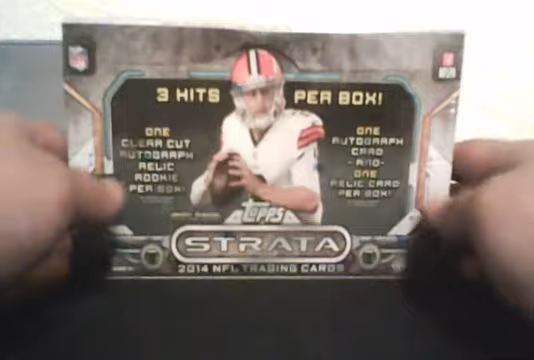 3 HITS PER BOX!
ONE
CLEAR CUT
AUTOGRAPH
RELIC
ROOKIE
PER BOX!
ONE
AUTOGRAPH
CARD
-AND-
ONE
RELIC CARD
PER BOX!
Topps
STRATA
2014 NFL TRADING CARDS